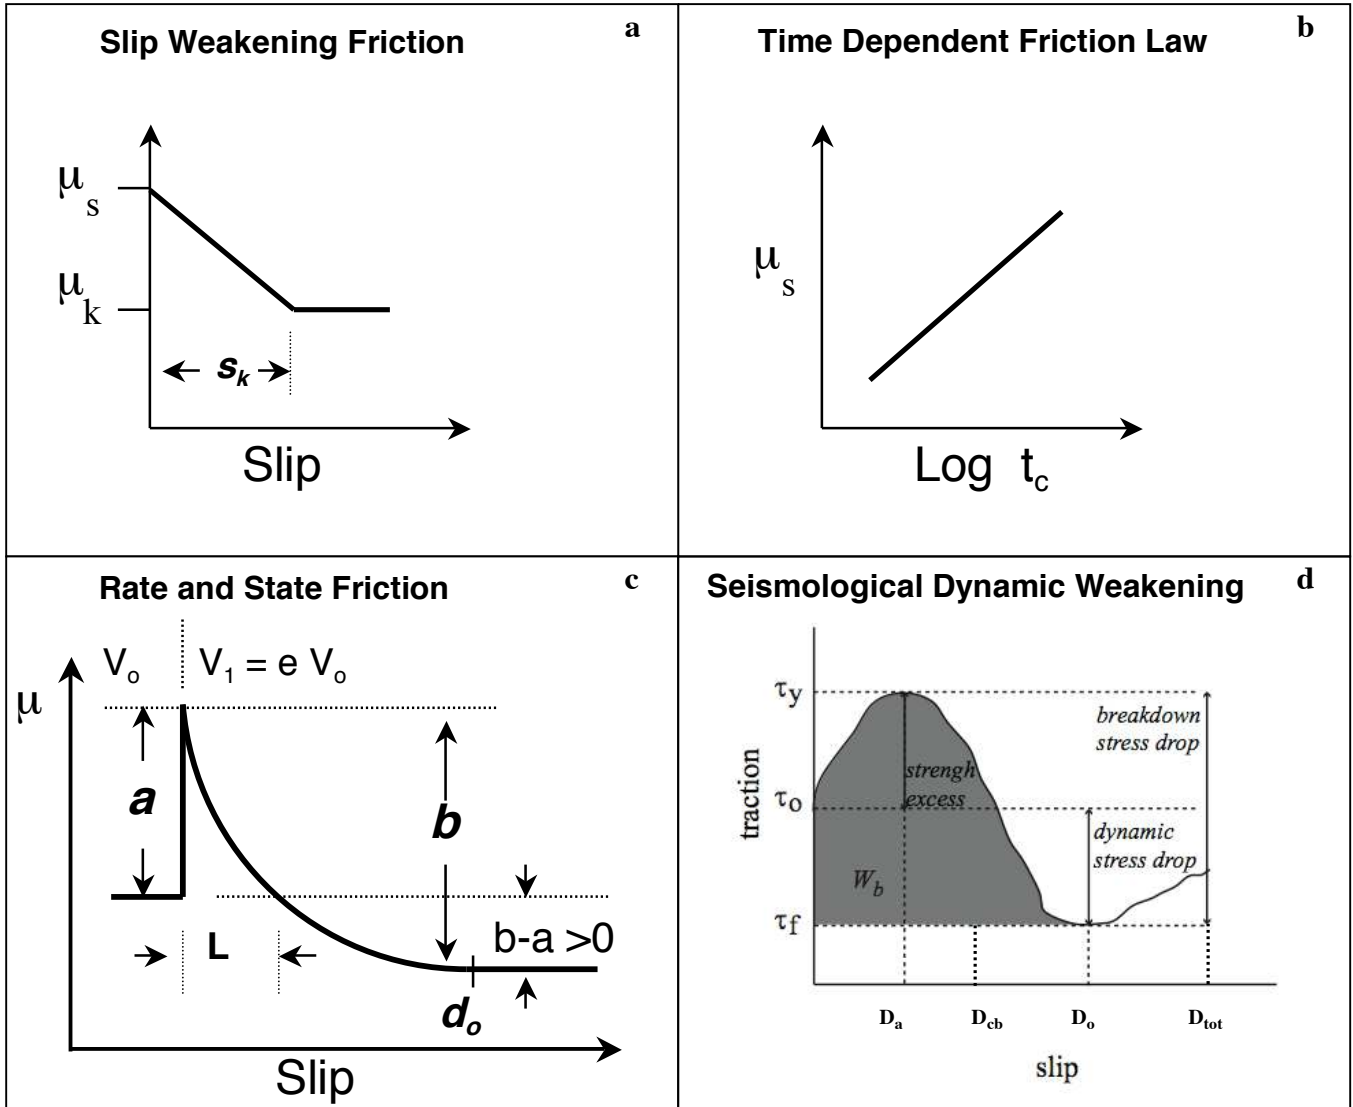 Slip Weakening Friction
a
μs
μk
sk
Slip
Time Dependent Friction Law
b
μs
Log tc
Rate and State Friction
c
Vo
V1 = e Vo
μ
a
b
L
b-a >0
do
Slip
Seismological Dynamic Weakening
d
τy
τo
τf
traction
strengh
excess
breakdown
stress drop
dynamic
stress drop
Wb
Da
Dcb
Do
Dtot
slip